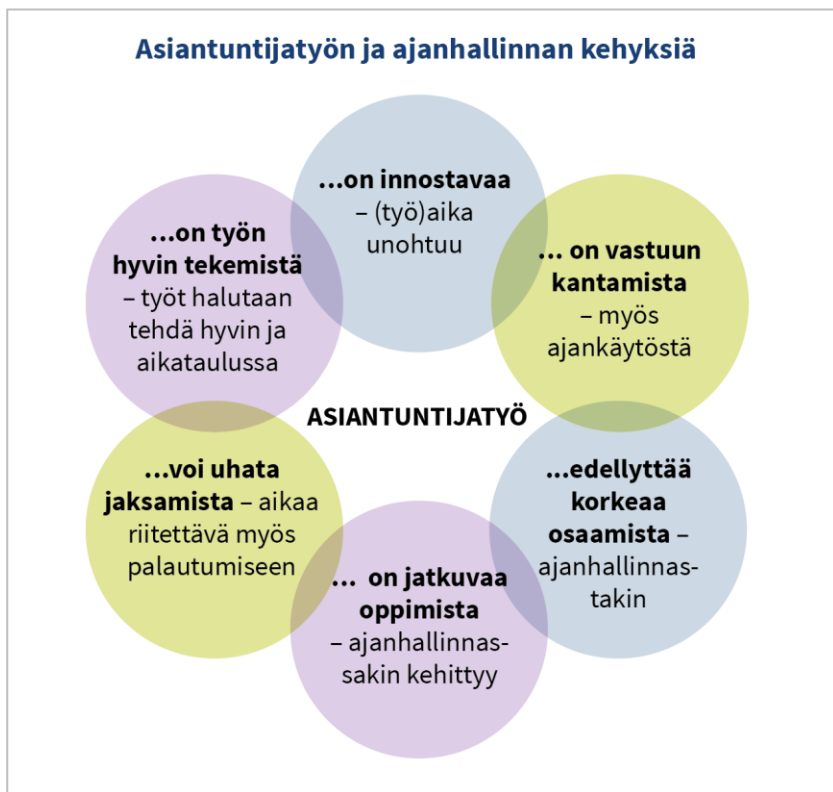 Asiantuntijatyön ja ajanhallinnan kehyksiä
...on innostavaa
– (työ)aika
unohtuu
... on vastuun
kantamista
– myös
ajankäytöstä
...edellyttää
korkeaa
osaamista –
ajanhallinnas-
takin
... on jatkuvaa
oppimista
– ajanhallinnas-
sakin kehittyy
...voi uhata
jaksamista – aikaa
riitettävä myös
palautumiseen
...on työn
hyvin tekemistä
– työt halutaan
tehdä hyvin ja
aikataulussa
ASIANTUNTIJATYÖ